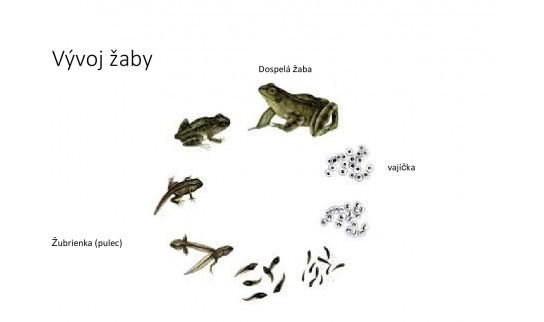 Vývoj žaby
Dospelá žaba
vajíčka
Žubrienka (pulec)